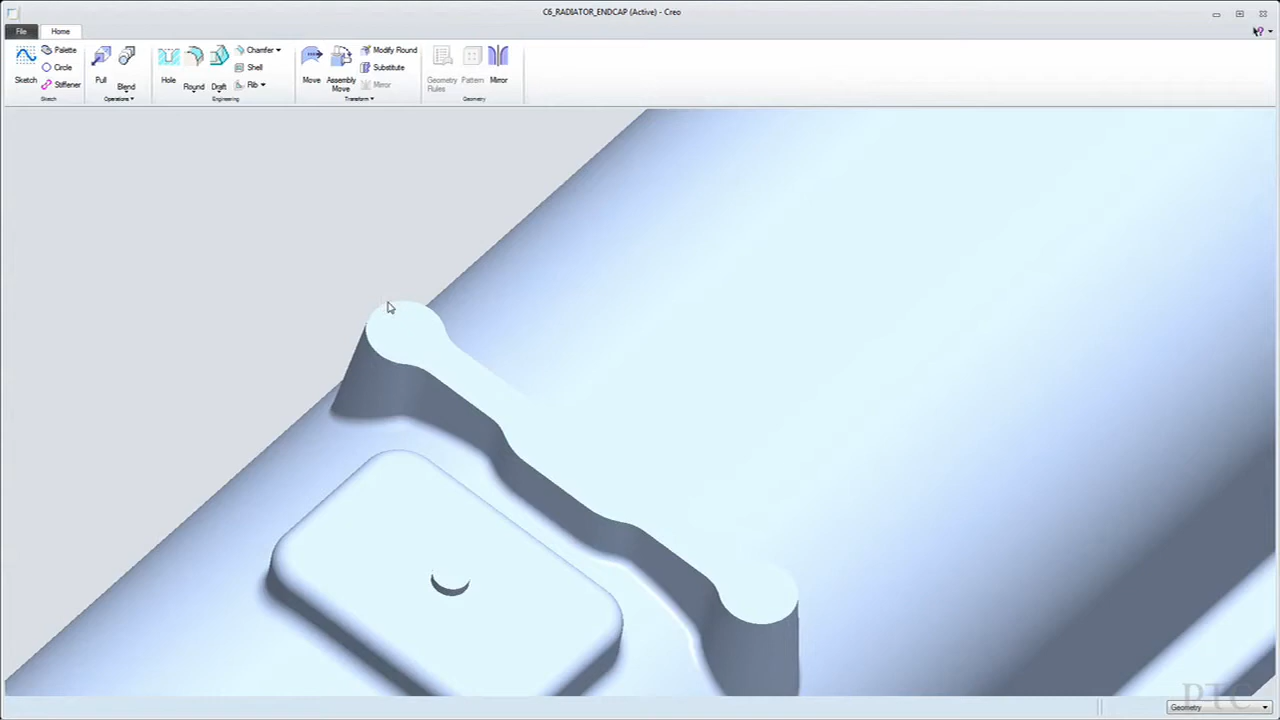 C6_RADIATOR_ENDCAP (Active) - Creo
File Home
Palette Chamfer Modify Round
Circle Shell Substitute
Stiffener Rib Mirror
Sketch Pull Blend Hole Round Draft Move Assembly Move Geometry Rules Pattern Mirror
Sketch Operations Engineering Transform Geometry
PTC
Geometry